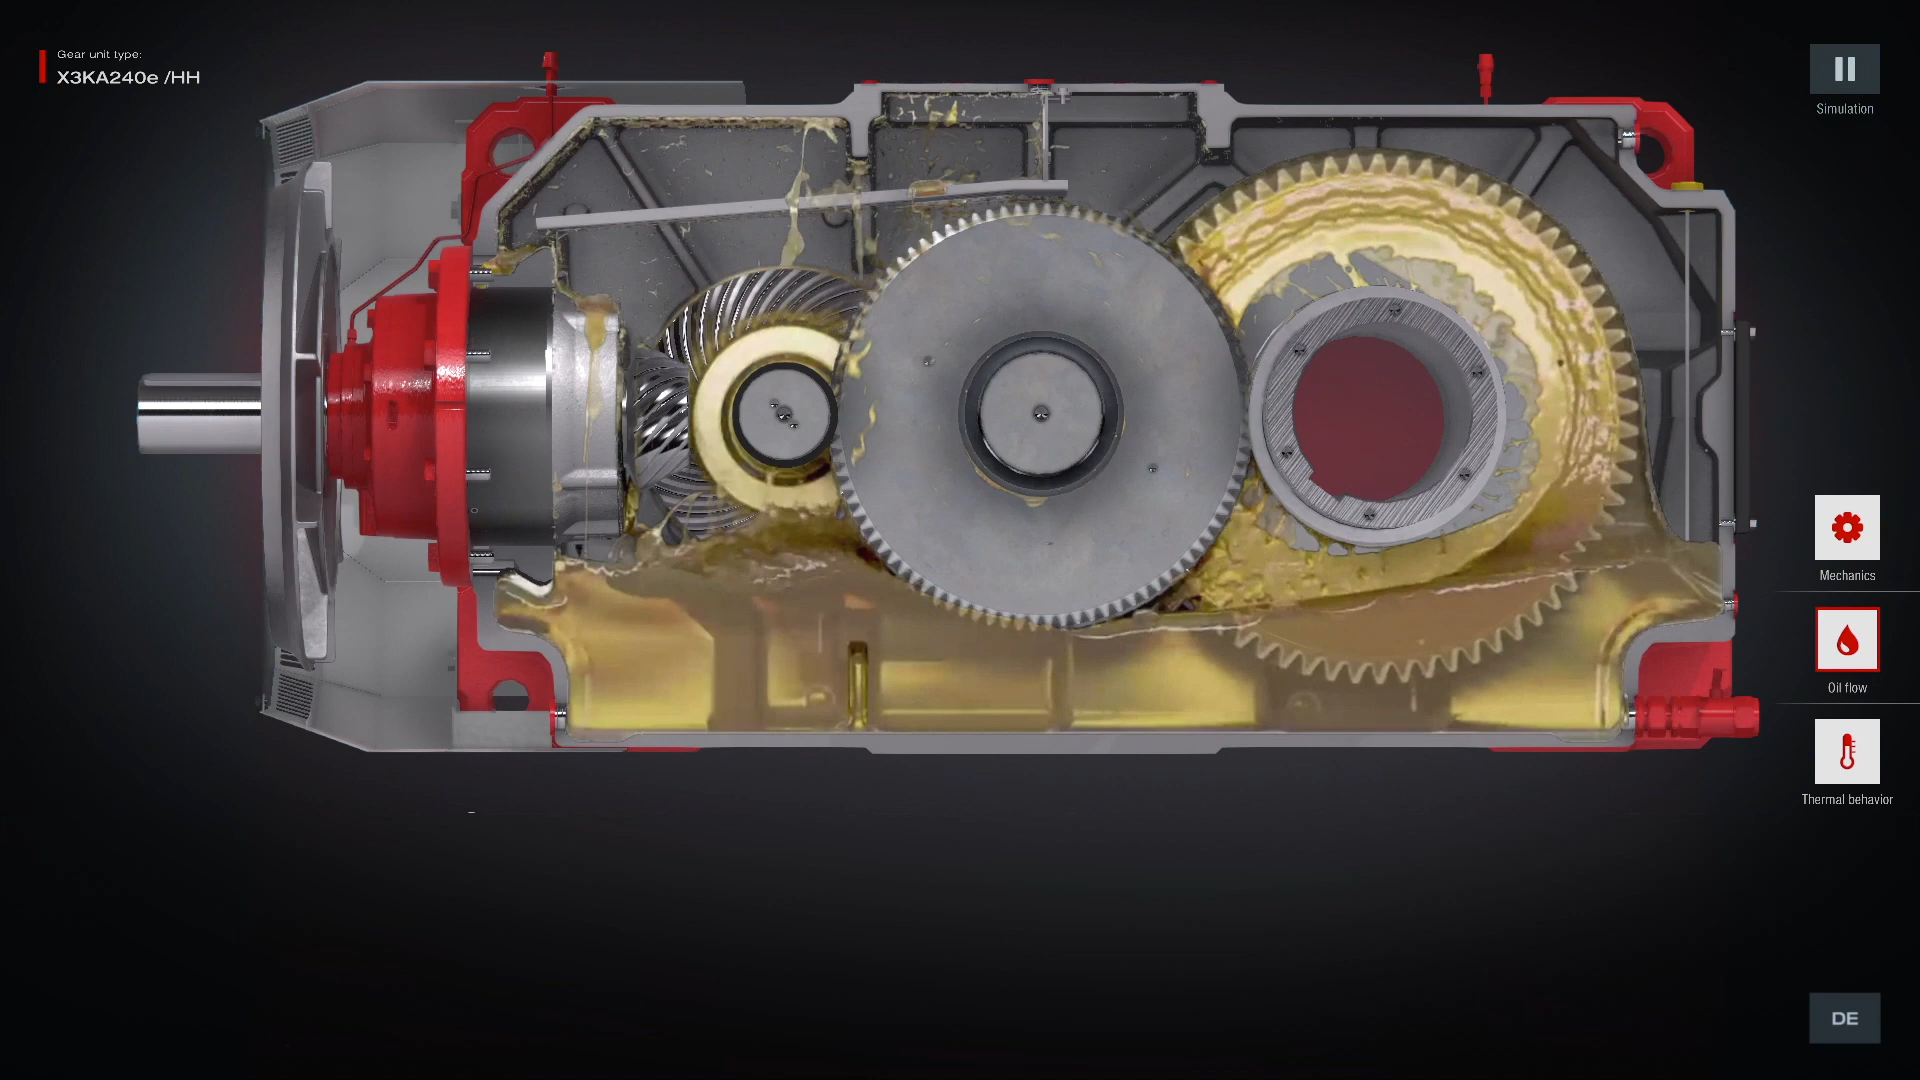 Gear unit type:
X3KA240e /HH
Simulation
Mechanics
Oil flow
Thermal behavior
DE